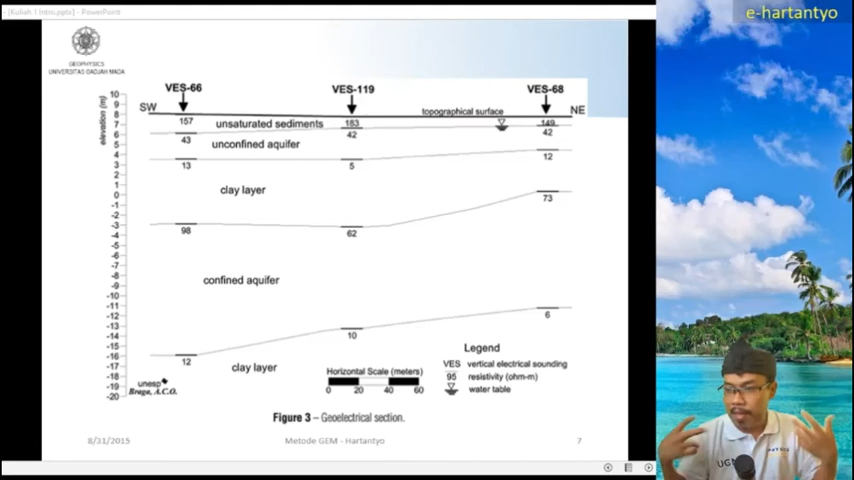 - [Kuliah I Intro.pptx] - PowerPoint
e-hartantyo
GEOPHYSICS
UNIVERSITAS GADJAH MADA
VES-66
VES-119
VES-68
elevation (m)
10
9
8
7
6
5
4
3
2
1
0
-1
-2
-3
-4
-5
-6
-7
-8
-9
-10
-11
-12
-13
-14
-15
-16
-17
-18
-19
-20
SW
topographical surface
NE
157
unsaturated sediments
183
149
43
unconfined aquifer
42
42
13
5
12
clay layer
73
98
62
confined aquifer
6
12
10
clay layer
unesp
Braga, A.C.O.
Horizontal Scale (meters)
0 20 40 60
Legend
VES vertical electrical sounding
95 resistivity (ohm-m)
water table
Figure 3 – Geoelectrical section.
8/31/2015
Metode GEM - Hartantyo
7
UGM